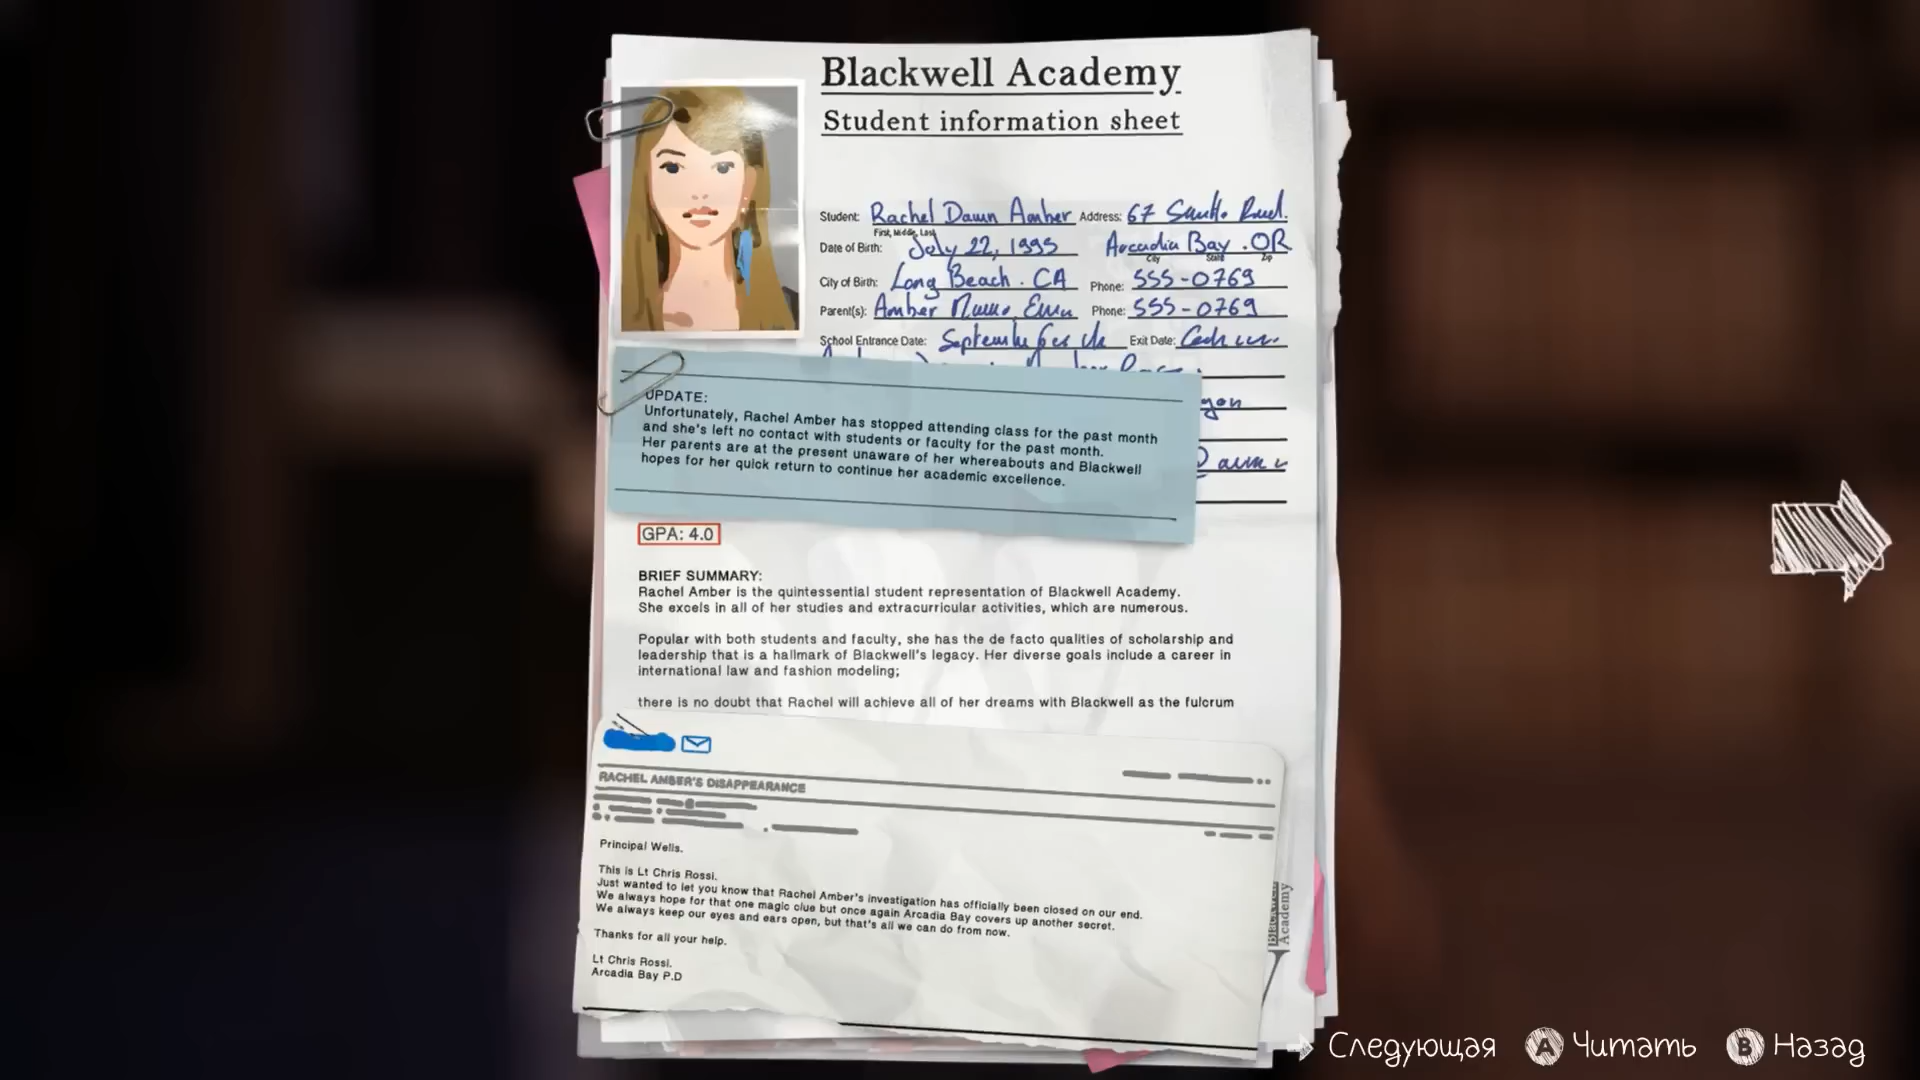 Blackwell Academy
Student information sheet
Student: Rachel Dawn Amber Address: 67
First, Middle, Last
Date of Birth: July 22, 1995 Arcadia Bay . OR
City State Zip
City of Birth: Long Beach . CA Phone: 555-0769
Parent(s): Amber Phone: 555-0769
School Entrance Date: Exit Date:
UPDATE:
Unfortunately, Rachel Amber has stopped attending class for the past month
and she's left no contact with students or faculty for the past month.
Her parents are at the present unaware of her whereabouts and Blackwell
hopes for her quick return to continue her academic excellence.
GPA: 4.0
BRIEF SUMMARY:
Rachel Amber is the quintessential student representation of Blackwell Academy.
She excels in all of her studies and extracurricular activities, which are numerous.
Popular with both students and faculty, she has the de facto qualities of scholarship and
leadership that is a hallmark of Blackwell's legacy. Her diverse goals include a career in
international law and fashion modeling;
there is no doubt that Rachel will achieve all of her dreams with Blackwell as the fulcrum
RACHEL AMBER'S DISAPPEARANCE
Principal Wells.
This is Lt Chris Rossi.
Just wanted to let you know that Rachel Amber's investigation has officially been closed on our end.
We always hope for that one magic clue but once again Arcadia Bay covers up another secret.
We always keep our eyes and ears open, but that's all we can do from now.
Thanks for all your help.
Lt Chris Rossi.
Arcadia Bay P.D
Blackwell
Academy
Следующая A Читать B Назад